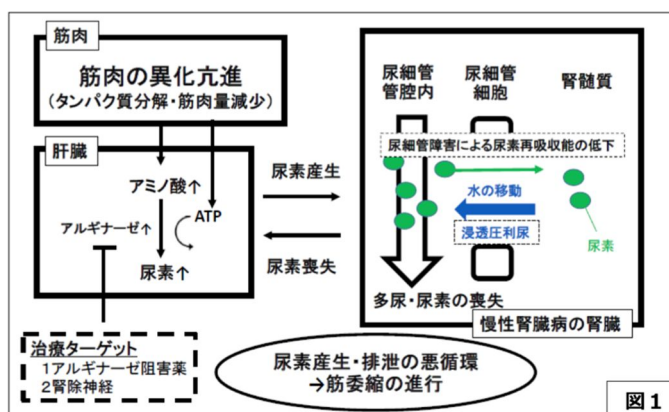 筋肉
筋肉の異化亢進
(タンパク質分解・筋肉量減少)
肝臓
アミノ酸↑
ATP
アルギナーゼ↑
尿素↑
治療ターゲット
1アルギナーゼ阻害薬
2腎除神経
尿素産生
尿素喪失
尿細管
管腔内
尿細管
細胞
腎髄質
尿細管障害による尿素再吸収能の低下
水の移動
浸透圧利尿
尿素
多尿・尿素の喪失
慢性腎臓病の腎臓
尿素産生・排泄の悪循環
→筋萎縮の進行
図1